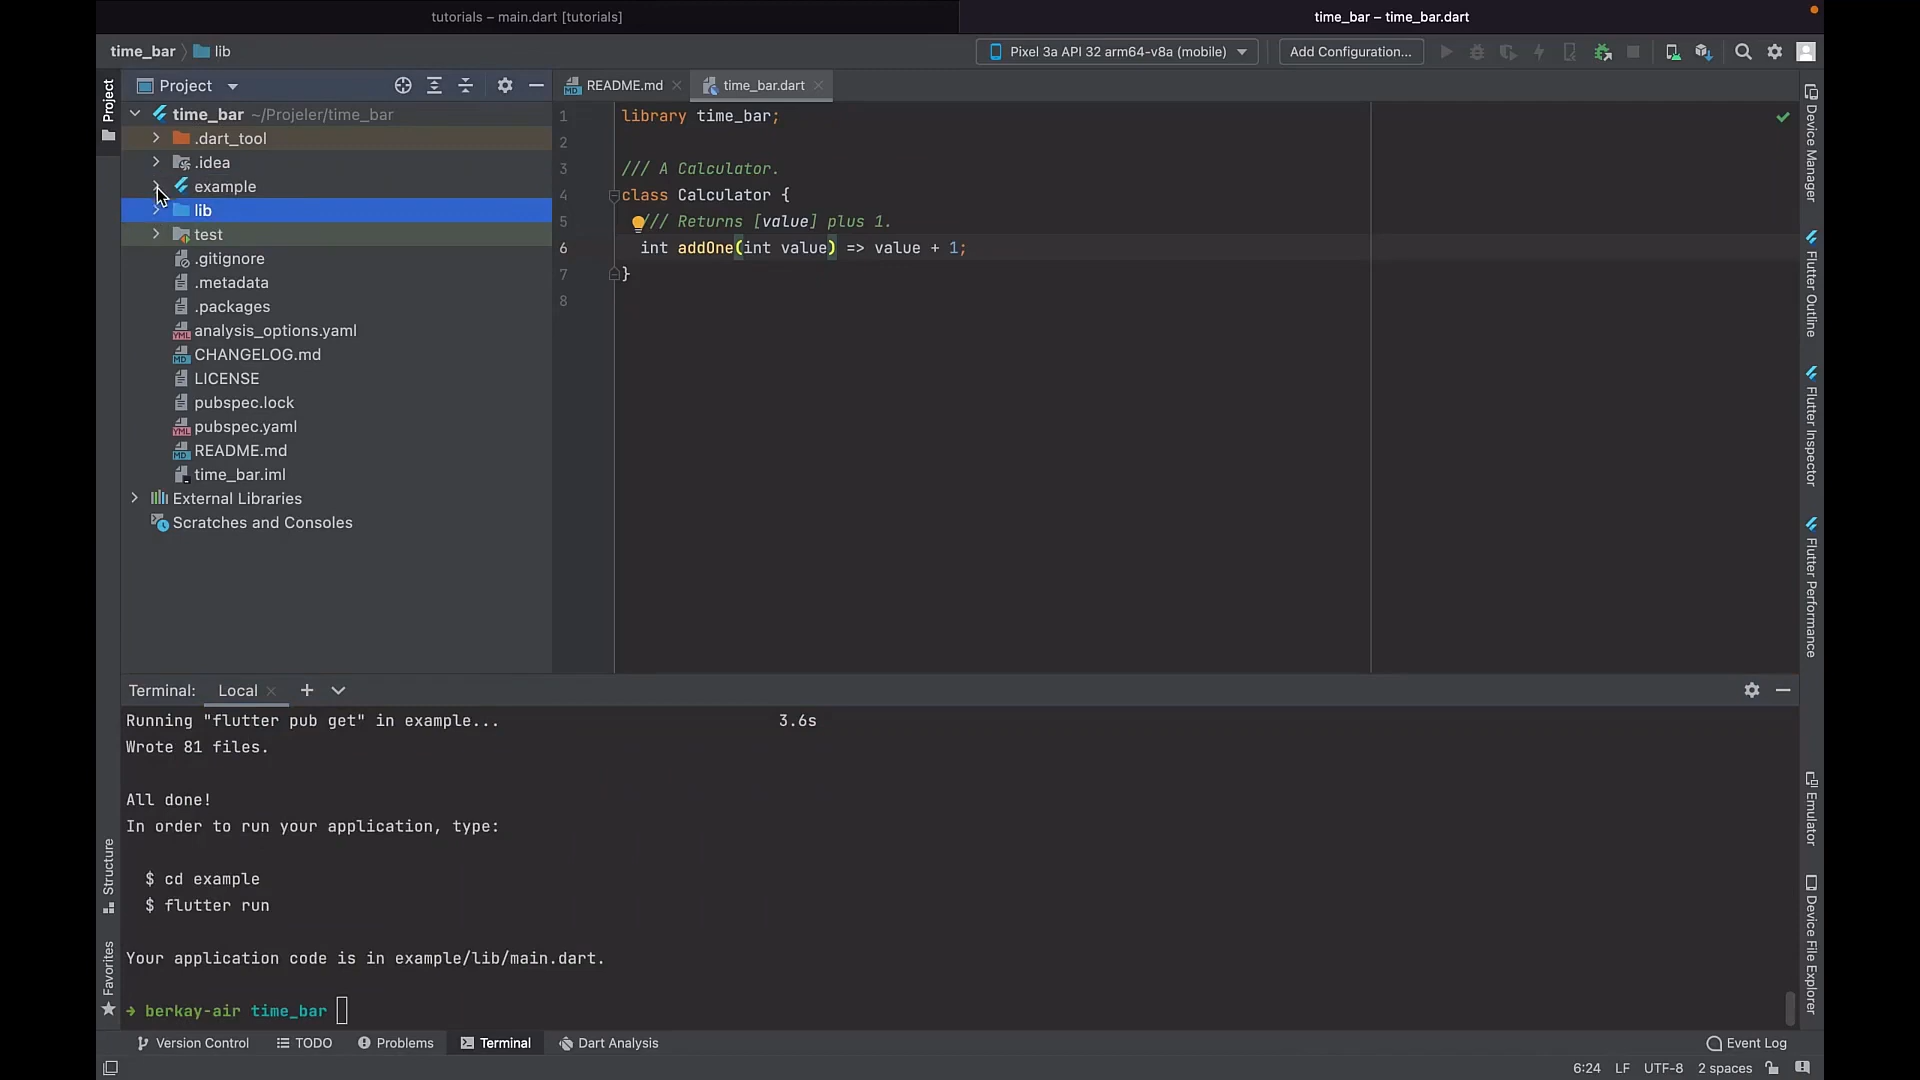 tutorials – main.dart [tutorials]
time_bar – time_bar.dart
time_bar
lib
Pixel 3a API 32 arm64-v8a (mobile)
Add Configuration...
Project
Project
README.md
time_bar.dart
time_bar ~/Projeler/time_bar
.dart_tool
.idea
example
lib
test
.gitignore
.metadata
.packages
analysis_options.yaml
CHANGELOG.md
LICENSE
pubspec.lock
pubspec.yaml
README.md
time_bar.iml
External Libraries
Scratches and Consoles
1 library time_bar;
2
3 /// A Calculator.
4 class Calculator {
5 /// Returns [value] plus 1.
6 int addOne(int value) => value + 1;
7 }
8
Device Manager
Flutter Outline
Flutter Inspector
Flutter Performance
Emulator
Device File Explorer
Structure
Favorites
Terminal:
Local
Running "flutter pub get" in example... 3.6s
Wrote 81 files.
All done!
In order to run your application, type:
$ cd example
$ flutter run
Your application code is in example/lib/main.dart.
➜ berkay-air time_bar
Version Control
TODO
Problems
Terminal
Dart Analysis
Event Log
6:24 LF UTF-8 2 spaces